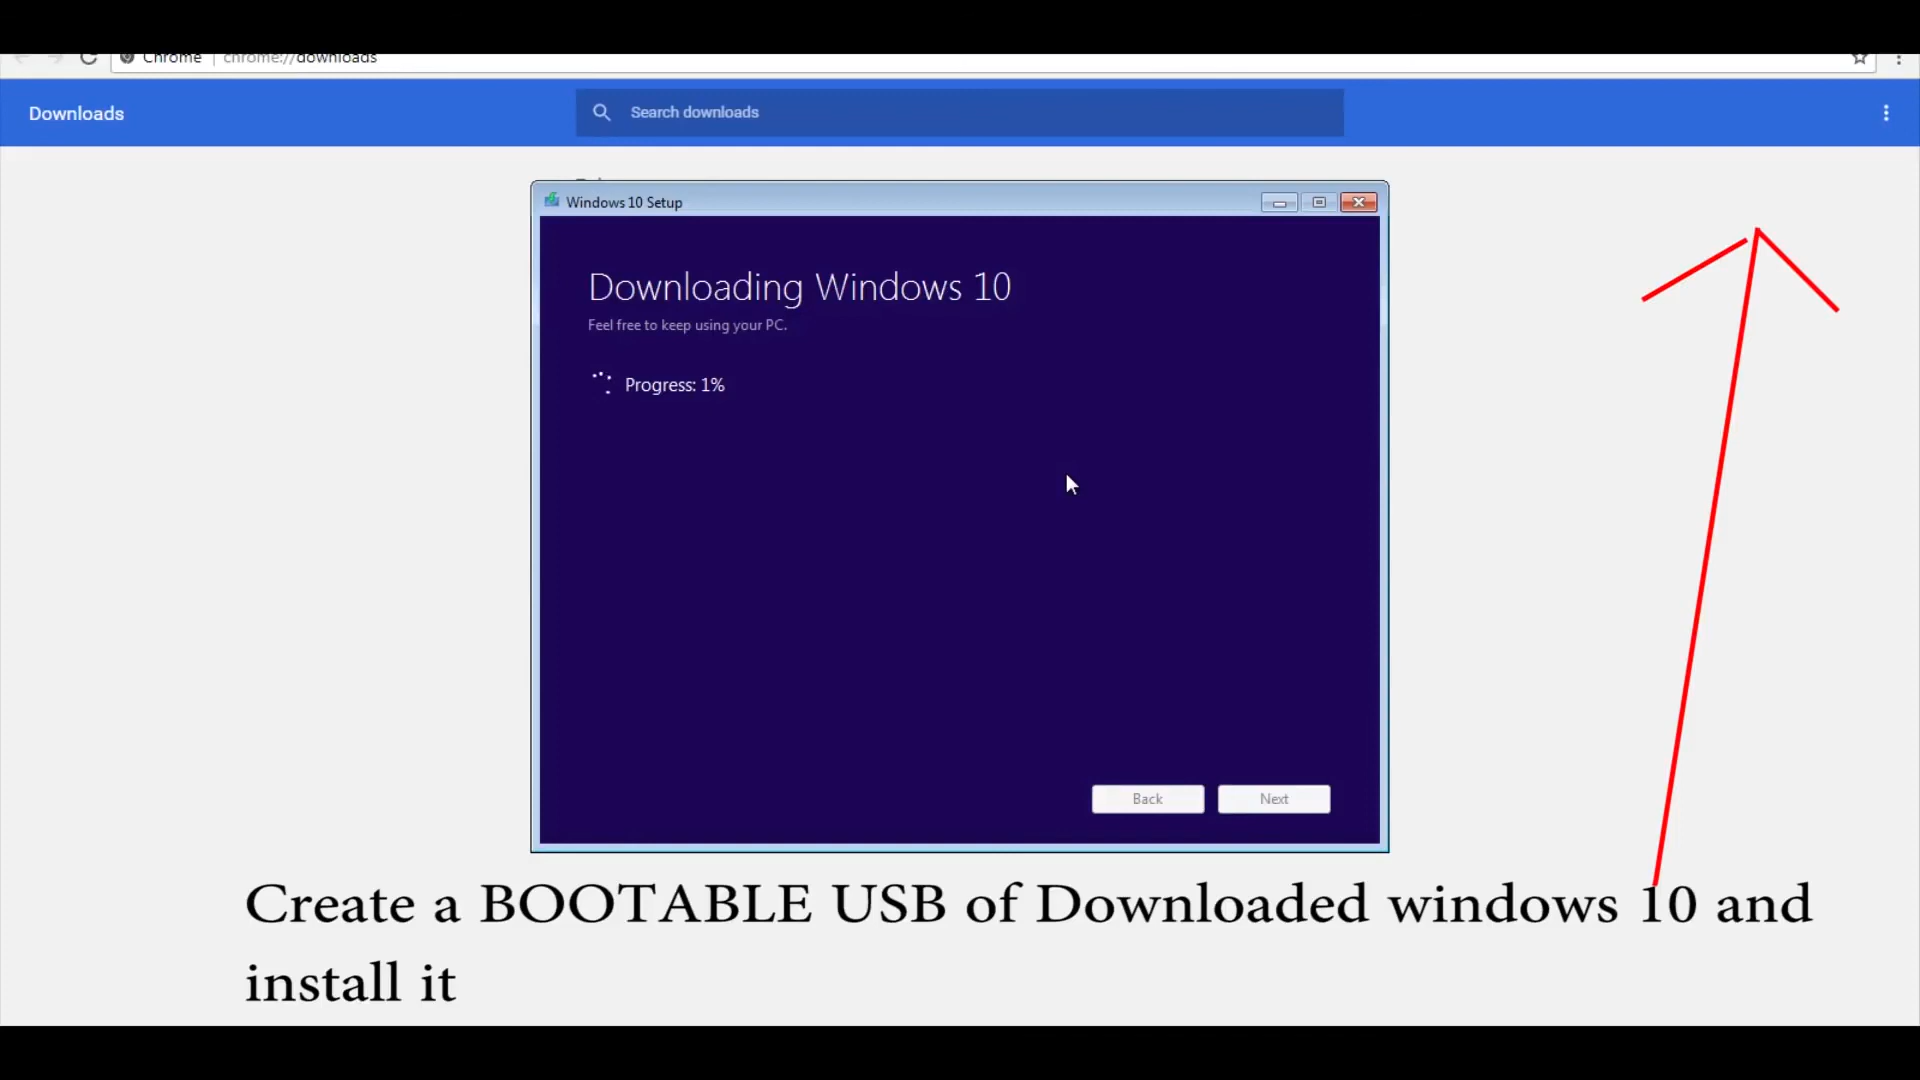 Chrome | chrome://downloads
Downloads
Search downloads
Windows 10 Setup
Downloading Windows 10
Feel free to keep using your PC.
Progress: 1%
Back
Next
Create a BOOTABLE USB of Downloaded windows 10 and
install it